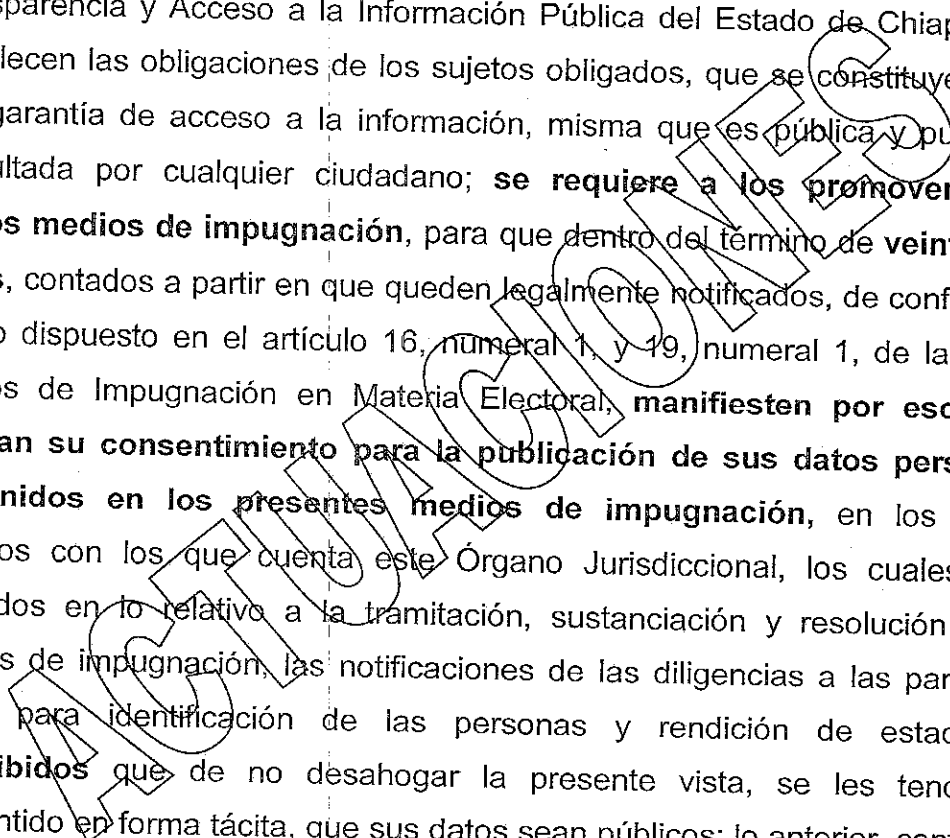 sparencia y Acceso a la Información Pública del Estado de Chiap
lecen las obligaciones de los sujetos obligados, que se constituye
garantía de acceso a la información, misma que es pública y pu
ultada por cualquier ciudadano; se requiere a los promoven
os medios de impugnación, para que dentro del término de vein
s, contados a partir en que queden legalmente notificados, de conf
o dispuesto en el artículo 16, numeral 1, y 19, numeral 1, de la
os de Impugnación en Materia Electoral, manifiesten por esc
an su consentimiento para la publicación de sus datos pers
nidos en los presentes medios de impugnación, en los
os con los que cuenta este Órgano Jurisdiccional, los cuales
dos en lo relativo a la tramitación, sustanciación y resolución
s de impugnación, las notificaciones de las diligencias a las par
para identificación de las personas y rendición de estad
ibidos que de no desahogar la presente vista, se les tend
ntido en forma tácita, que sus datos sean públicos; lo anterior, con
ACTUACIONES